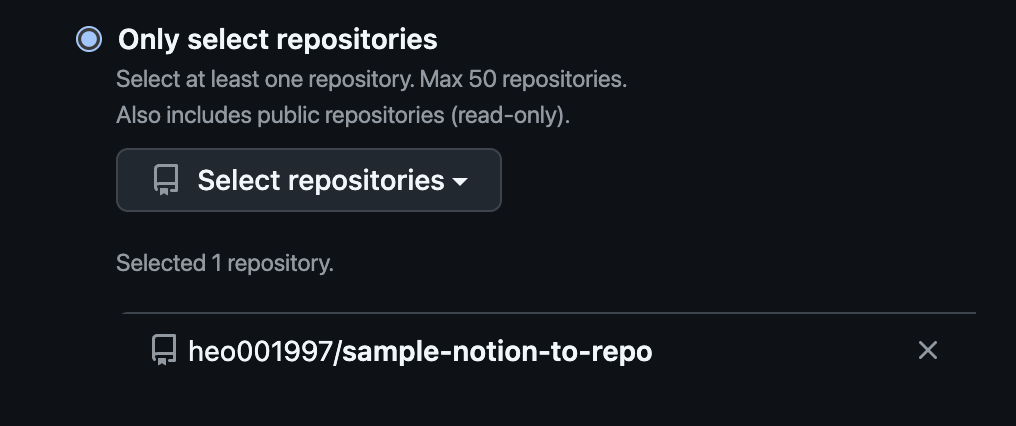 Only select repositories
Select at least one repository. Max 50 repositories.
Also includes public repositories (read-only).
Select repositories
Selected 1 repository.
heo001997/sample-notion-to-repo